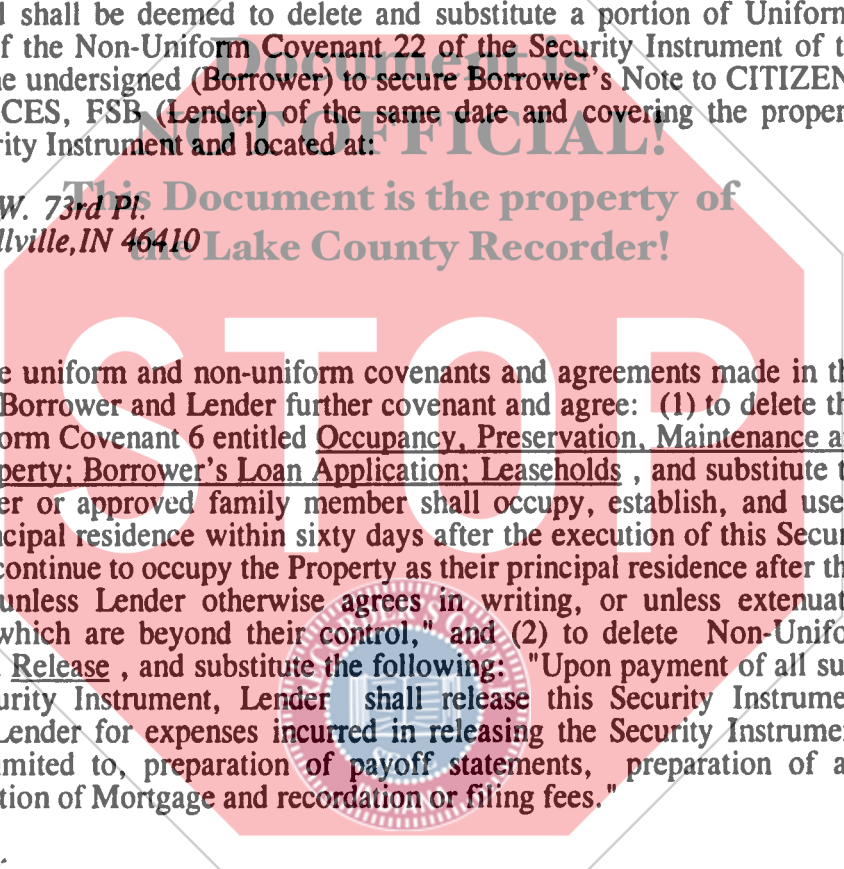 d shall be deemed to delete and substitute a portion of Uniform
f the Non-Uniform Covenant 22 of the Security Instrument of t
Document is
e undersigned (Borrower) to secure Borrower's Note to CITIZEN
CES, FSB (Lender) of the same date and covering the proper
NOT OFFICIAL!
rity Instrument and located at:
This Document is the property of
W. 73rd Pl.
llville,IN 46410
the Lake County Recorder!
STOP
e uniform and non-uniform covenants and agreements made in th
Borrower and Lender further covenant and agree: (1) to delete th
orm Covenant 6 entitled Occupancy, Preservation, Maintenance a
perty; Borrower's Loan Application; Leaseholds , and substitute t
er or approved family member shall occupy, establish, and use
ncipal residence within sixty days after the execution of this Secur
continue to occupy the Property as their principal residence after th
unless Lender otherwise agrees in writing, or unless extenuat
which are beyond their control," and (2) to delete Non-Unifo
Release , and substitute the following: "Upon payment of all su
urity Instrument, Lender shall release this Security Instrume
Lender for expenses incurred in releasing the Security Instrume
mited to, preparation of payoff statements, preparation of a
tion of Mortgage and recordation or filing fees."